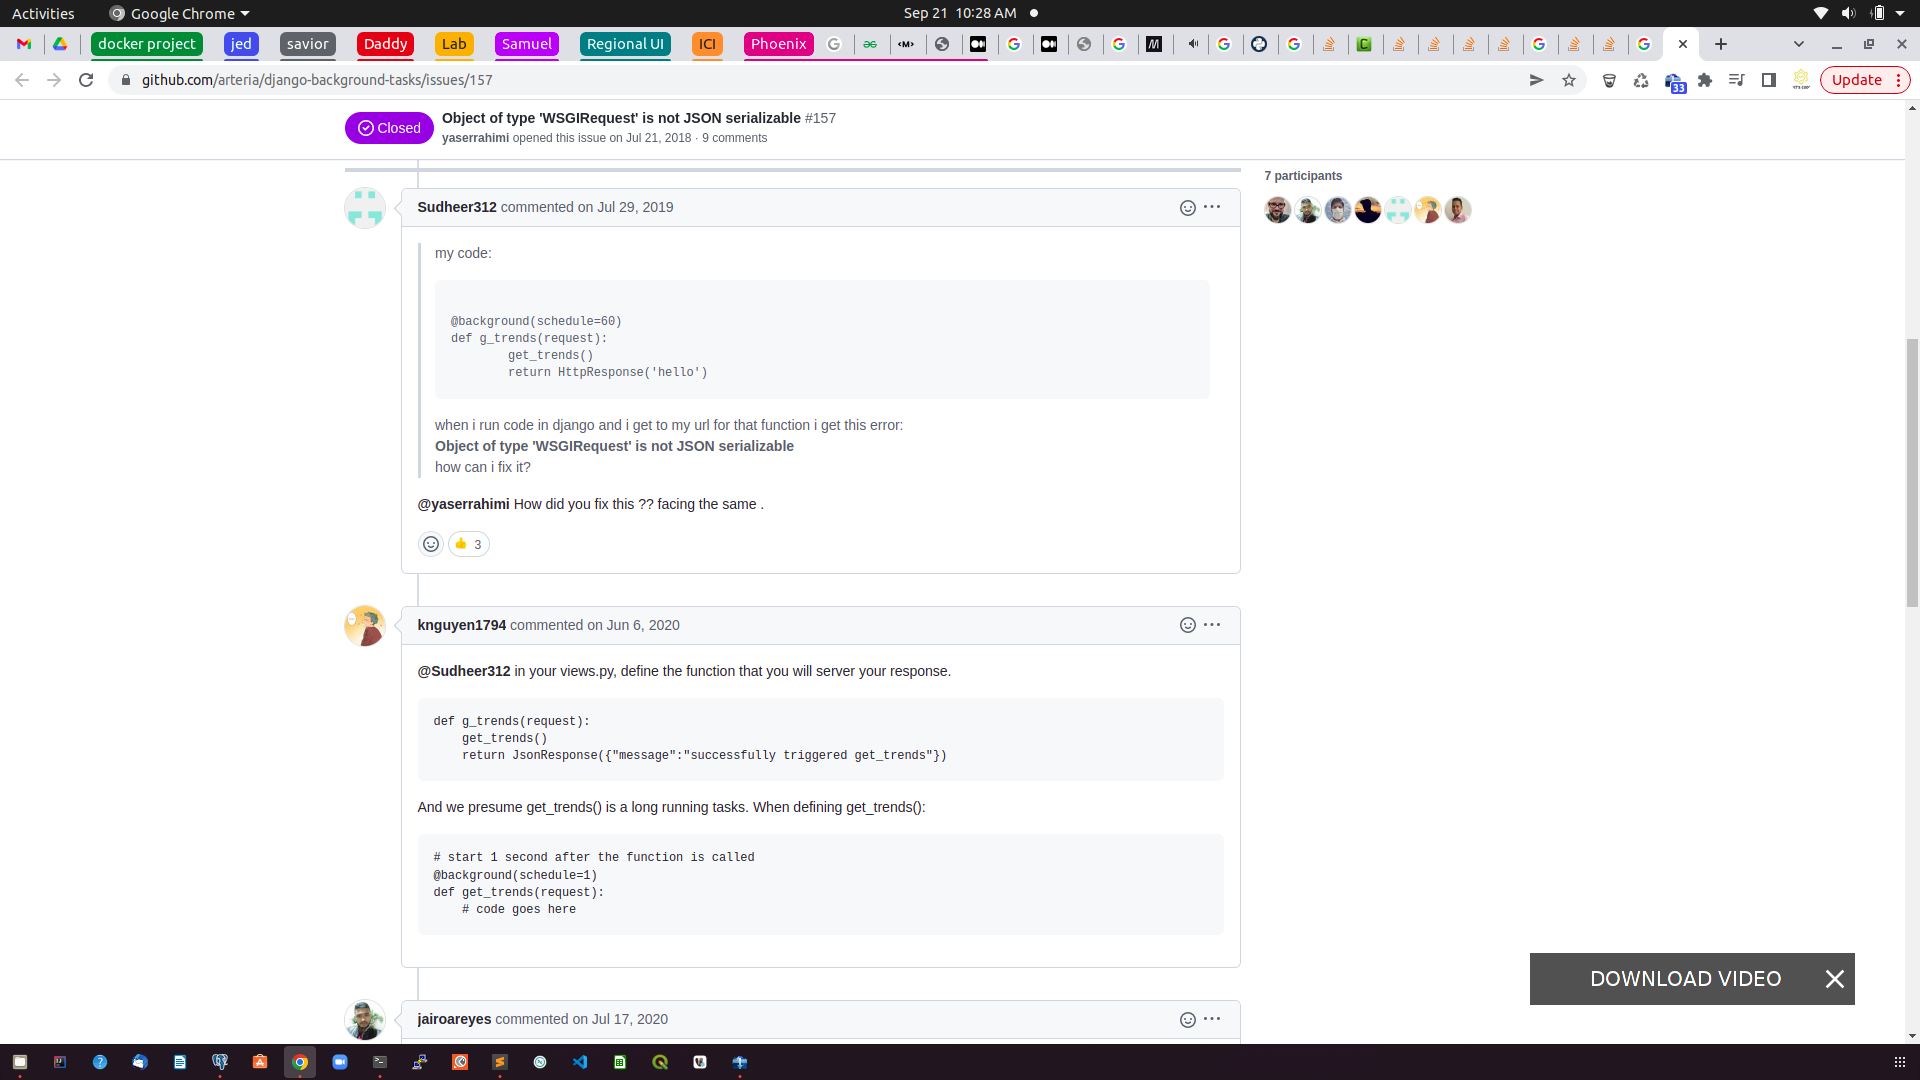 Activities
Google Chrome
Sep 21 10:28 AM
docker project
jed
savior
Daddy
Lab
Samuel
Regional UI
ICI
Phoenix
github.com/arteria/django-background-tasks/issues/157
33
Update
Closed
Object of type 'WSGIRequest' is not JSON serializable #157
yaserrahimi opened this issue on Jul 21, 2018 · 9 comments
7 participants
Sudheer312 commented on Jul 29, 2019
my code:
@background(schedule=60)
def g_trends(request):
        get_trends()
        return HttpResponse('hello')
when i run code in django and i get to my url for that function i get this error:
Object of type 'WSGIRequest' is not JSON serializable
how can i fix it?
@yaserrahimi How did you fix this ?? facing the same .
3
knguyen1794 commented on Jun 6, 2020
@Sudheer312 in your views.py, define the function that you will server your response.
def g_trends(request):
    get_trends()
    return JsonResponse({"message":"successfully triggered get_trends"})
And we presume get_trends() is a long running tasks. When defining get_trends():
# start 1 second after the function is called
@background(schedule=1)
def get_trends(request):
    # code goes here
DOWNLOAD VIDEO
jairoareyes commented on Jul 17, 2020